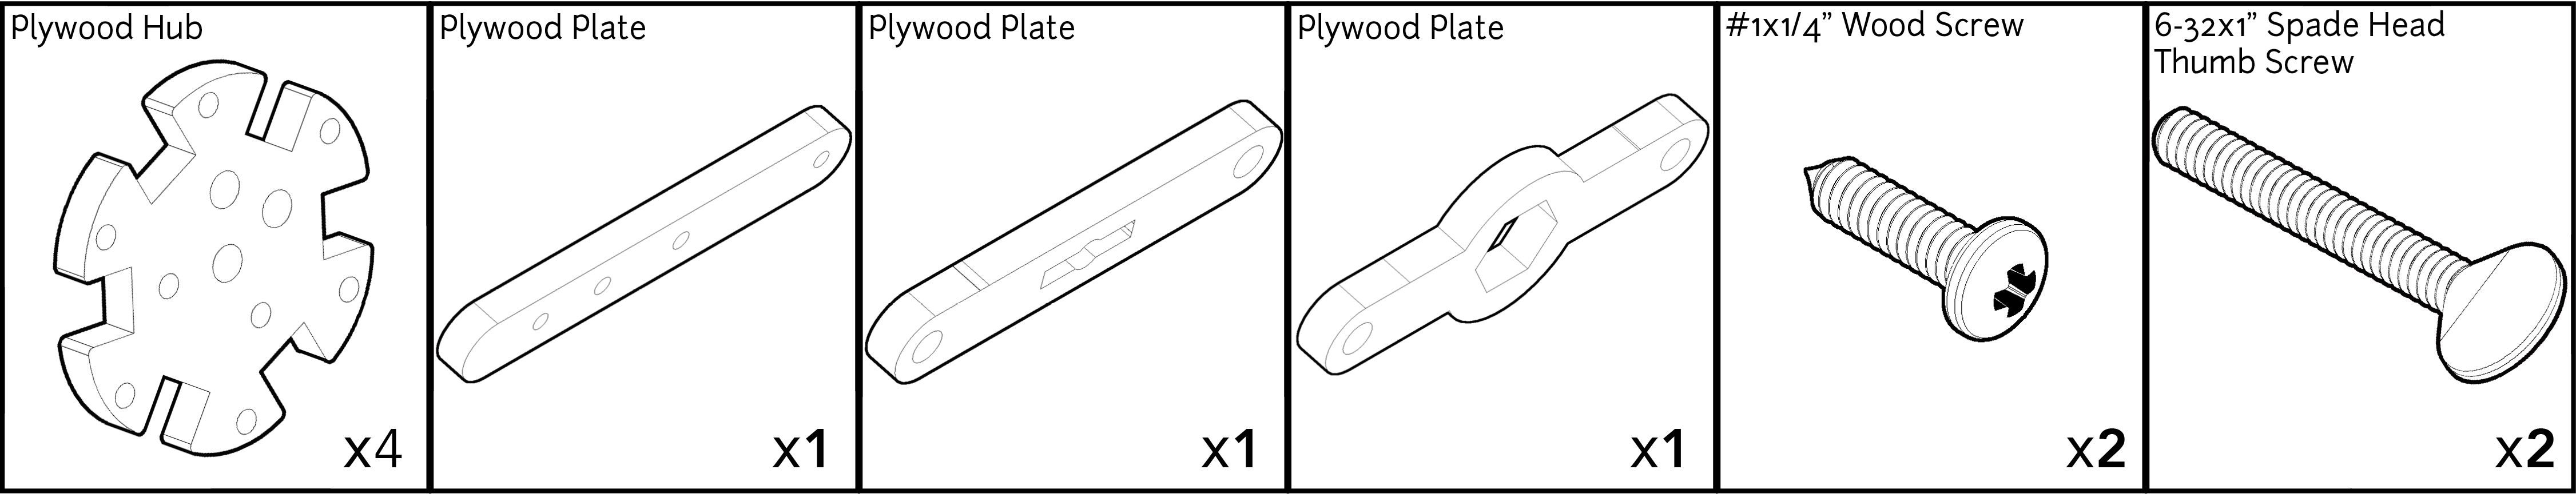 Plywood Hub
x4
Plywood Plate
x1
Plywood Plate
x1
Plywood Plate
x1
#1x1/4” Wood Screw
x2
6-32x1” Spade Head
Thumb Screw
x2